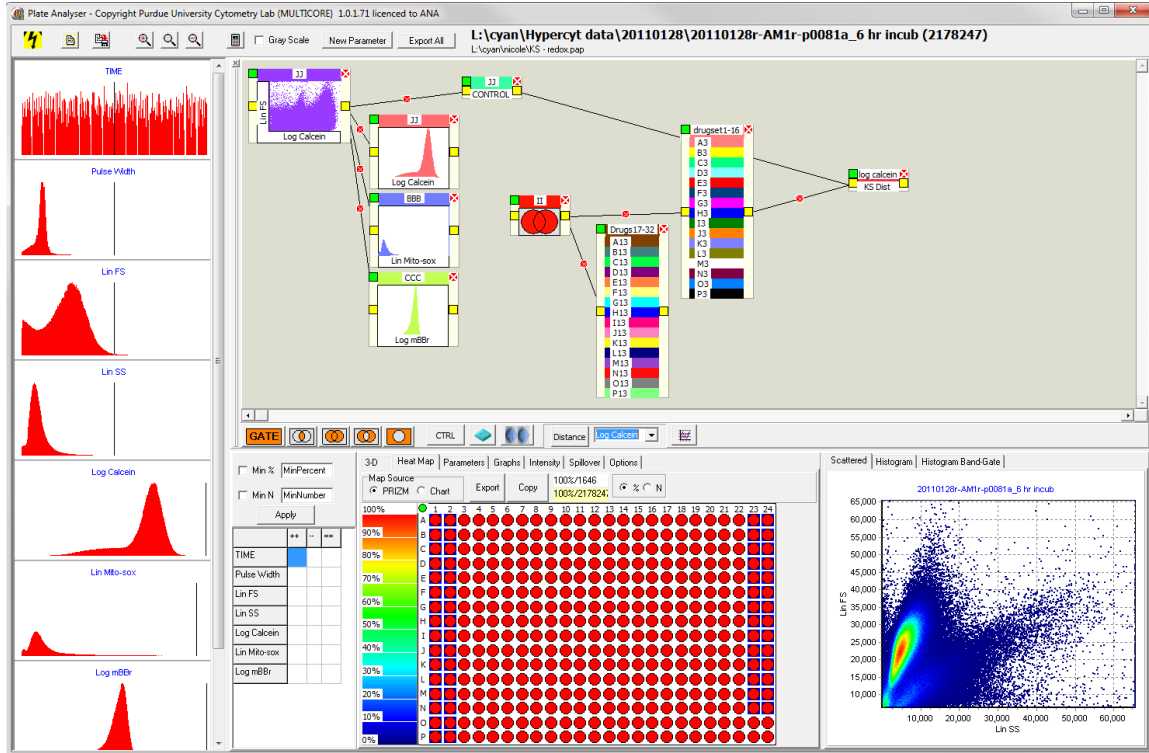 Plate Analyser - Copyright Purdue University Cytometry Lab (MULTICORE) 1.0.1.71 licenced to ANA
Gray Scale
New Parameter
Export All
L:\cyan\Hypercyt data\20110128\20110128r-AM1r-p0081a_6 hr incub (2178247)
L:\cyan\nicole\KS - redox.pap
TIME
Pulse Width
Lin FS
Lin SS
Log Calcein
Lin Mito-sox
Log mBBr
JJ
Lin FS
Log Calcein
JJ
CONTROL
JJ
Log Calcein
BBB
Lin Mito-sox
CCC
Log mBBr
II
Drugs17-32
A13
B13
C13
D13
E13
F13
G13
H13
I13
J13
K13
L13
M13
N13
O13
P13
drugset1-16
A3
B3
C3
D3
E3
F3
G3
H3
I3
J3
K3
L3
M3
N3
O3
P3
log calcein
KS Dist
GATE
CTRL
Distance
Log Calcein
Min %
MinPercent
Min N
MinNumber
Apply
++ -- ==
TIME
Pulse Width
Lin FS
Lin SS
Log Calcein
Lin Mito-sox
Log mBBr
3-D Heat Map Parameters Graphs Intensity Spillover Options
Map Source
PRIZM Chart
Export
Copy
100%/1646
100%/2178247
% N
100%
90%
80%
70%
60%
50%
40%
30%
20%
10%
0%
1 2 3 4 5 6 7 8 9 10 11 12 13 14 15 16 17 18 19 20 21 22 23 24
A
B
C
D
E
F
G
H
I
J
K
L
M
N
O
P
Scattered Histogram Histogram Band-Gate
20110128r-AM1r-p0081a_6 hr incub
65,000
60,000
55,000
50,000
45,000
40,000
35,000
30,000
25,000
20,000
15,000
10,000
Lin FS
10,000 20,000 30,000 40,000 50,000 60,000
Lin SS